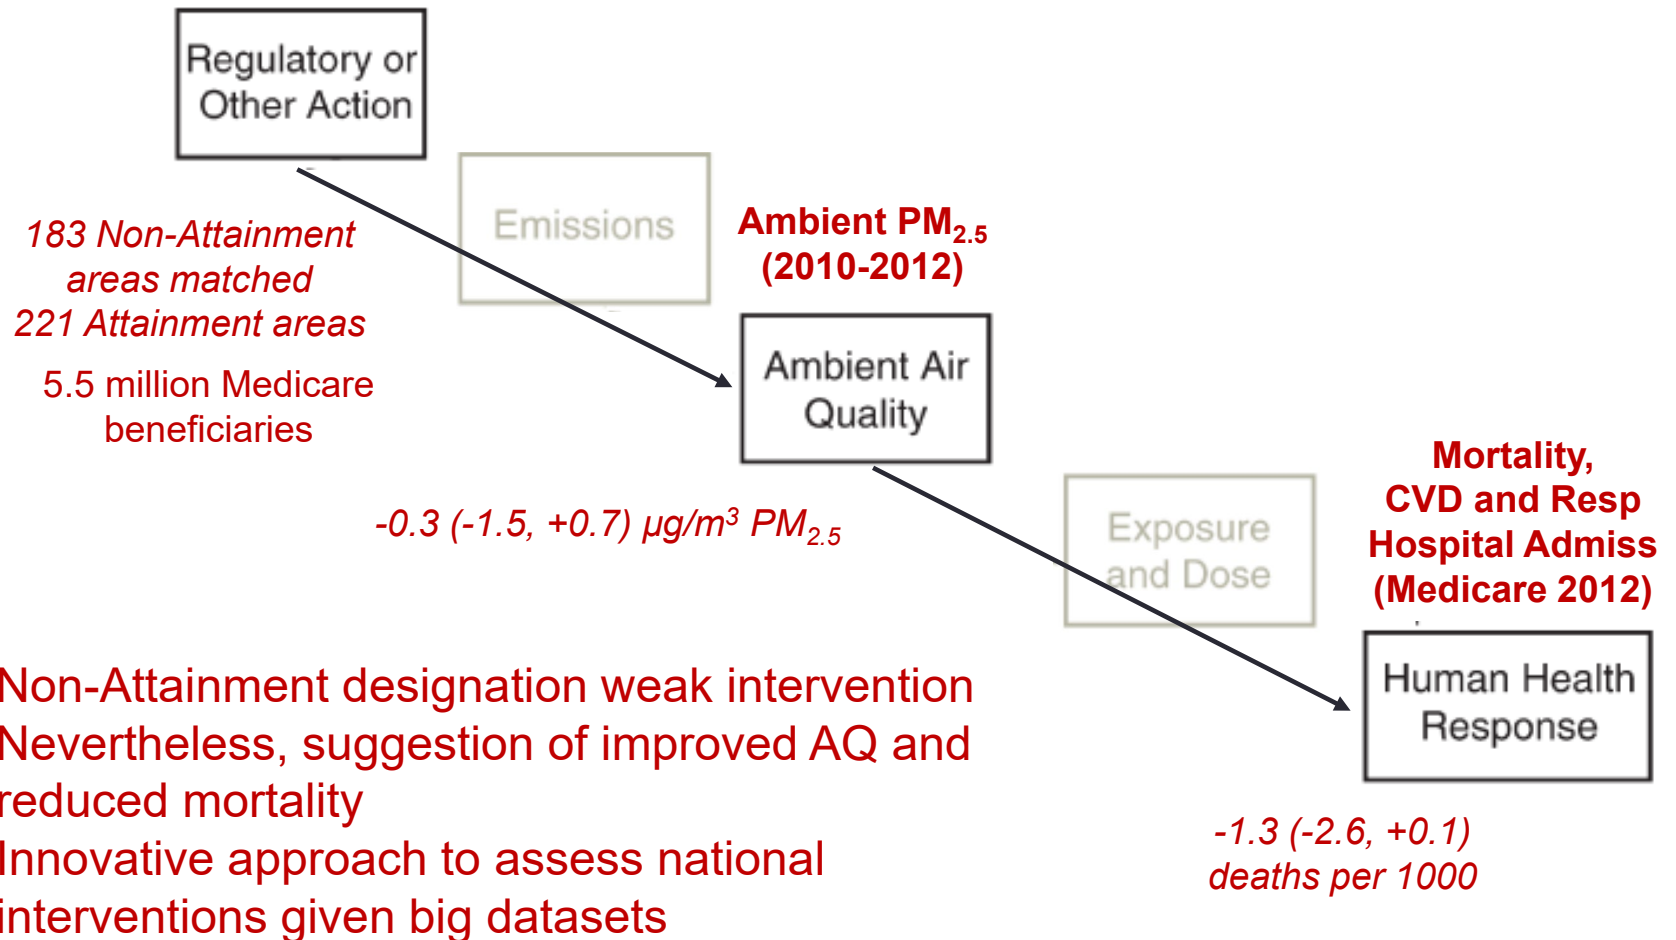 Regulatory or
Other Action
Emissions
183 Non-Attainment
areas matched
221 Attainment areas
5.5 million Medicare
beneficiaries
Ambient PM2.5
(2010-2012)
Ambient Air
Quality
-0.3 (-1.5, +0.7) µg/m3 PM2.5
Exposure
and Dose
Mortality,
CVD and Resp
Hospital Admiss
(Medicare 2012)
Human Health
Response
-1.3 (-2.6, +0.1)
deaths per 1000
Non-Attainment designation weak intervention
Nevertheless, suggestion of improved AQ and
reduced mortality
Innovative approach to assess national
interventions given big datasets